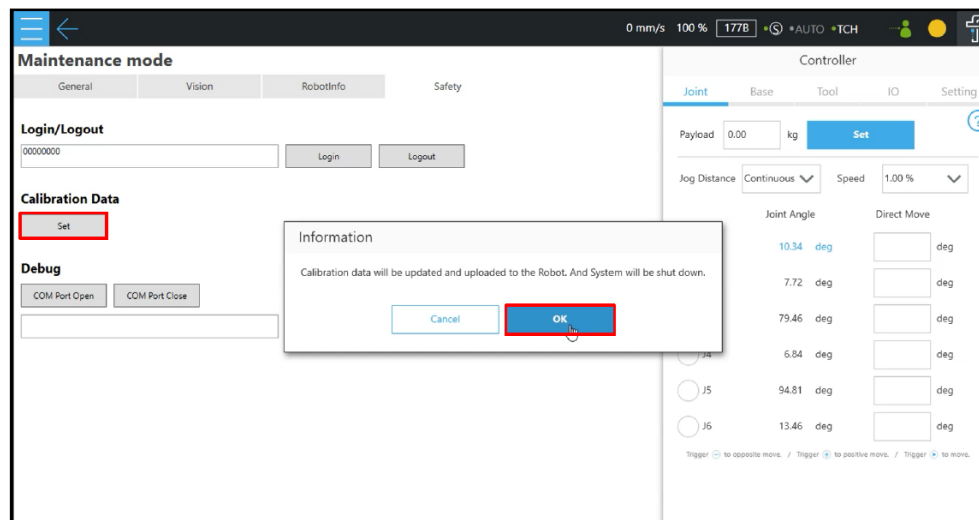 0 mm/s 100 % 177B S AUTO TCH
Maintenance mode
General Vision RobotInfo Safety
Login/Logout
00000000
Login Logout
Calibration Data
Set
Debug
COM Port Open COM Port Close
Information
Calibration data will be updated and uploaded to the Robot. And System will be shut down.
Cancel OK
Controller
Joint Base Tool IO Setting
?
Payload 0.00 kg Set
Jog Distance Continuous Speed 1.00 %
Joint Angle Direct Move
10.34 deg deg
7.72 deg deg
79.46 deg deg
J4 6.84 deg deg
J5 94.81 deg deg
J6 13.46 deg deg
Trigger - to opposite move. / Trigger + to positive move. / Trigger to move.